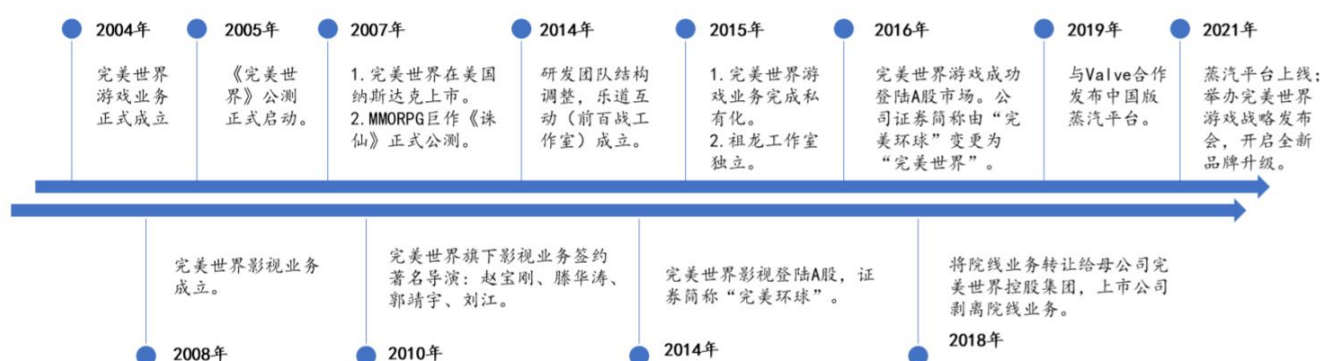 2004年
完美世界
游戏业务
正式成立
2005年
《完美世
界》公测
正式启动。
2007年
1.完美世界在美国
纳斯达克上市。
2.MMORPG巨作《诛
仙》正式公测。
2014年
研发团队结构
调整，乐道互
动（前百战工
作室）成立。
2015年
1.完美世界游
戏业务完成私
有化。
2.祖龙工作室
独立。
2016年
完美世界游戏成功
登陆A股市场。公
司证券简称由“完
美环球”变更为
“完美世界”。
2019年
与Valve合作
发布中国版
蒸汽平台。
2021年
蒸汽平台上线；
举办完美世界
游戏战略发布
会，开启全新
品牌升级。
完美世界影视业务
成立。
2008年
完美世界旗下影视业务签约
著名导演：赵宝刚、滕华涛、
郭靖宇、刘江。
2010年
完美世界影视登陆A股，证
券简称“完美环球”。
2014年
将院线业务转让给母公司完
美世界控股集团，上市公司
剥离院线业务。
2018年